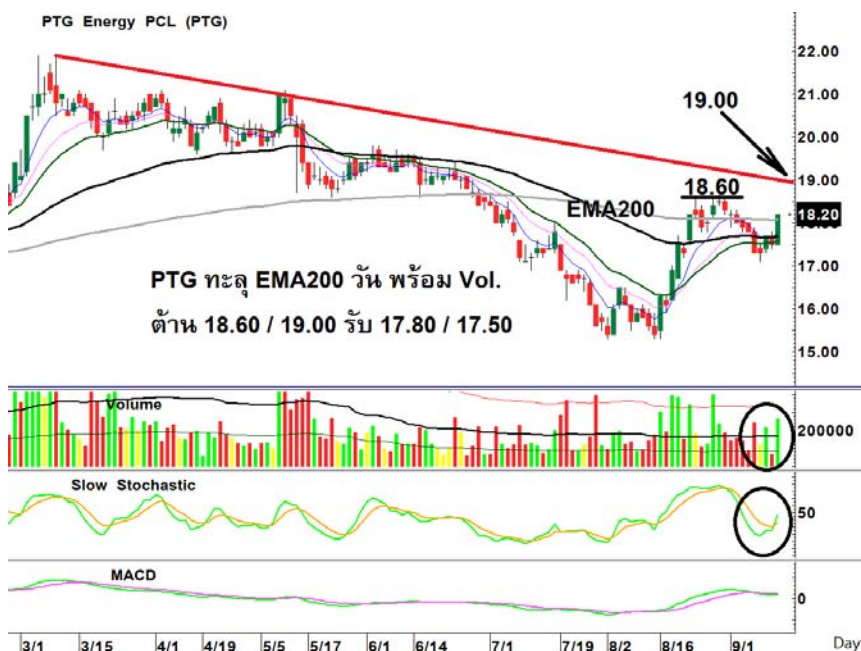 PTG Energy PCL (PTG)
22.00
21.00
19.00
20.00
19.00
18.60
EMA200
18.20
17.00
PTG ทะลุ EMA200 วัน พร้อม Vol.
ต้าน 18.60 / 19.00 รับ 17.80 / 17.50
16.00
15.00
Volume
200000
Slow Stochastic
50
MACD
0
3/1 3/15 4/1 4/19 5/5 5/17 6/1 6/14 7/1 7/19 8/2 8/16 9/1 Day